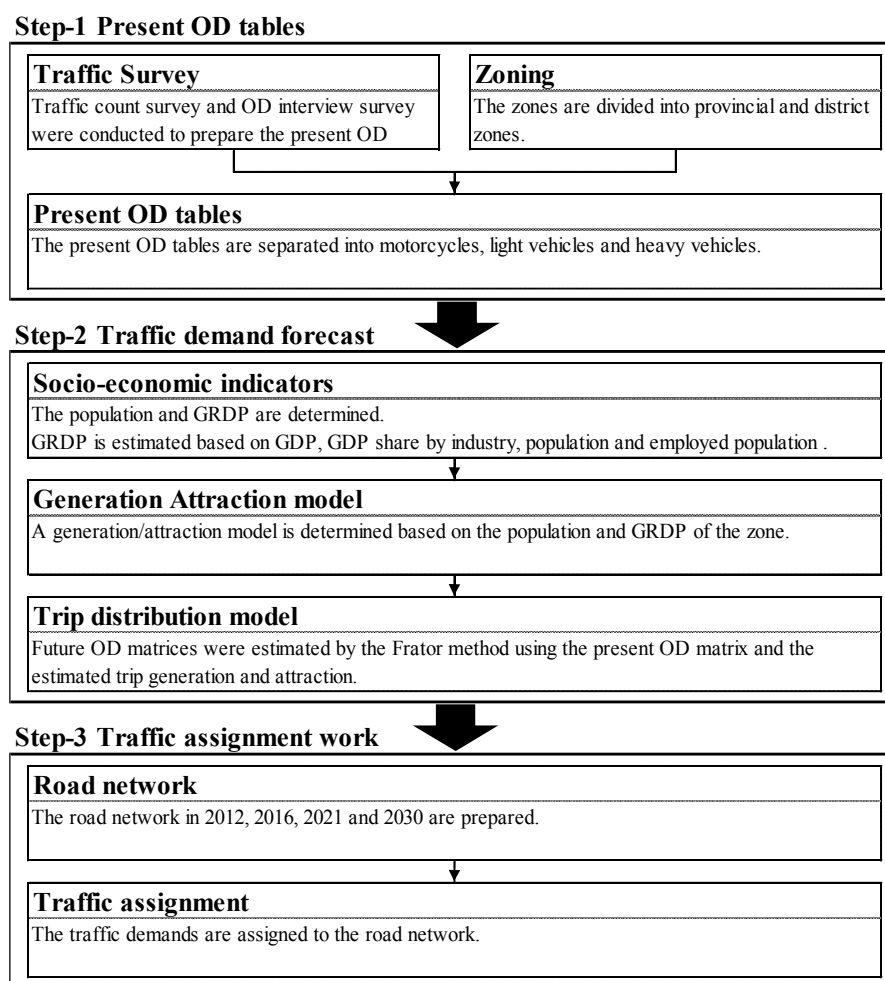 Step-1 Present OD tables
Traffic Survey
Traffic count survey and OD interview survey
were conducted to prepare the present OD
Zoning
The zones are divided into provincial and district
zones.
Present OD tables
The present OD tables are separated into motorcycles, light vehicles and heavy vehicles.
Step-2 Traffic demand forecast
Socio-economic indicators
The population and GRDP are determined.
GRDP is estimated based on GDP, GDP share by industry, population and employed population .
Generation Attraction model
A generation/attraction model is determined based on the population and GRDP of the zone.
Trip distribution model
Future OD matrices were estimated by the Frator method using the present OD matrix and the
estimated trip generation and attraction.
Step-3 Traffic assignment work
Road network
The road network in 2012, 2016, 2021 and 2030 are prepared.
Traffic assignment
The traffic demands are assigned to the road network.